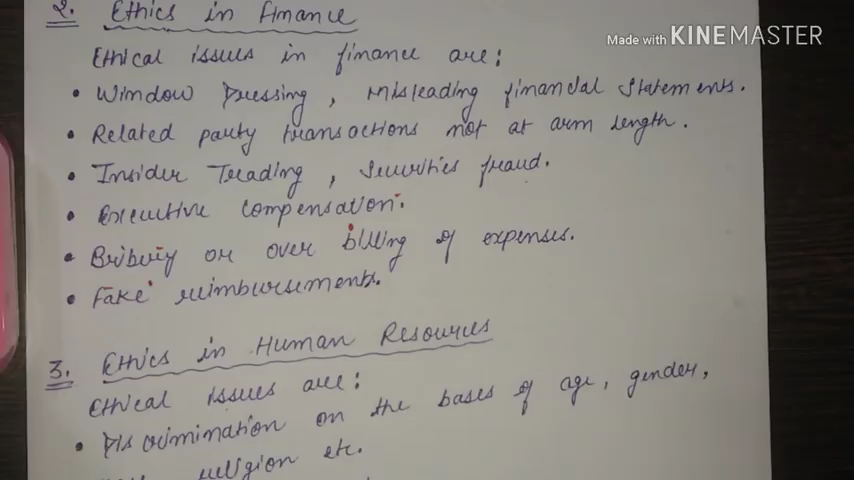 Made with KINEMASTER
2. Ethics in Finance
Ethical issues in finance are:
• Window Dressing, Misleading financial Statements.
• Related party transactions not at arm length.
• Insider Trading, Securities fraud.
• Executive compensation.
• Bribery or over billing of expenses.
• Fake reimbursements.
3. Ethics in Human Resources
Ethical issues are:
• Discrimination on the bases of age, gender,
religion etc.